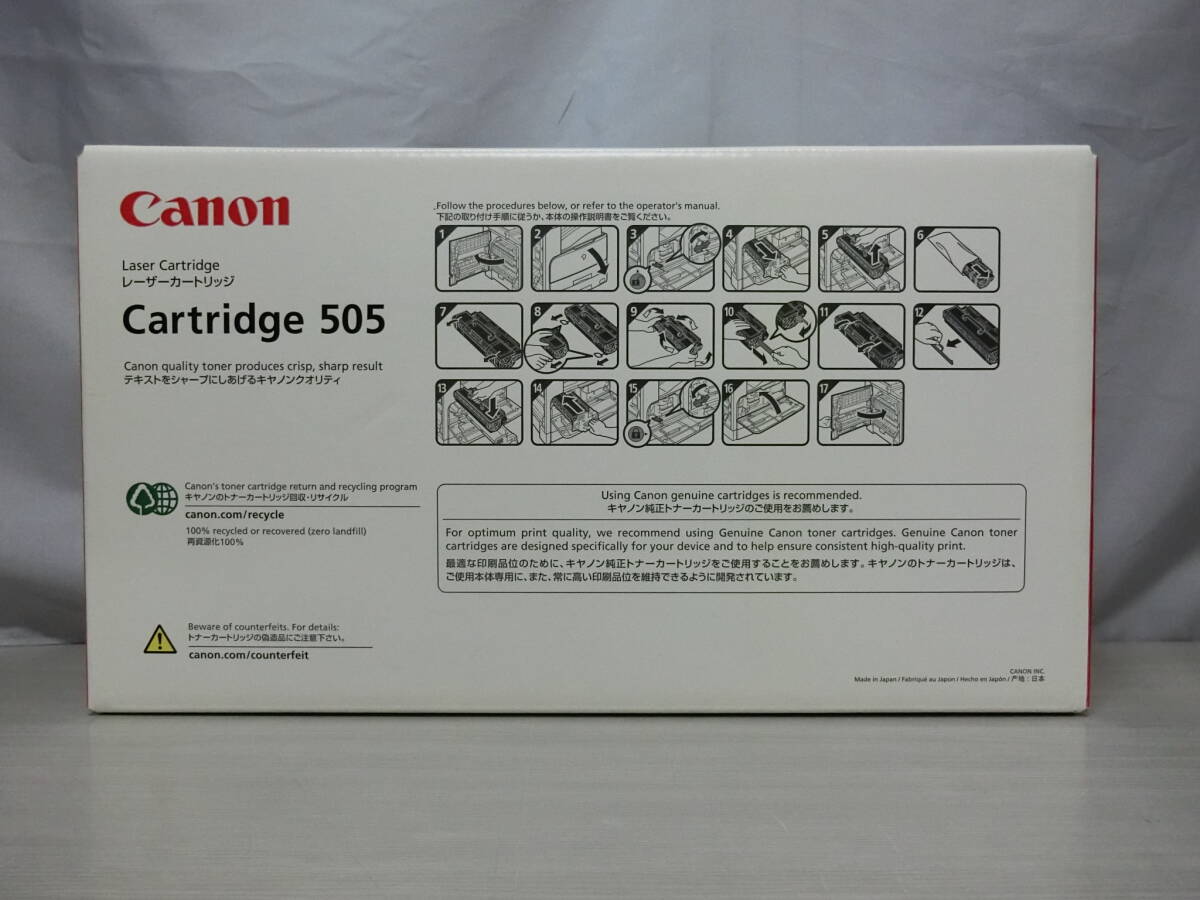 Canon
Laser Cartridge
レーザーカートリッジ
Cartridge 505
Canon quality toner produces crisp, sharp result
テキストをシャープにしあげるキヤノンクオリティ
.Follow the procedures below, or refer to the operator's manual.
下記の取り付け手順に従うか、本体の操作説明書をご覧ください。
1 2 3 4 5 6
7 8 9 10 11 12
13 14 15 16 17
Canon's toner cartridge return and recycling program
キヤノンのトナーカートリッジ回収・リサイクル
canon.com/recycle
100% recycled or recovered (zero landfill)
再資源化100%
Using Canon genuine cartridges is recommended.
キヤノン純正トナーカートリッジのご使用をお薦めします。
For optimum print quality, we recommend using Genuine Canon toner cartridges. Genuine Canon toner
cartridges are designed specifically for your device and to help ensure consistent high-quality print.
最適な印刷品位のために、キヤノン純正トナーカートリッジをご使用することをお薦めします。キヤノンのトナーカートリッジは、
ご使用本体専用に、また、常に高い印刷品位を維持できるように開発されています。
Beware of counterfeits. For details:
トナーカートリッジの偽造品にご注意下さい。
canon.com/counterfeit
CANON INC.
Made in Japan / Fabriqué au Japon / Hecho en Japón / 产地：日本